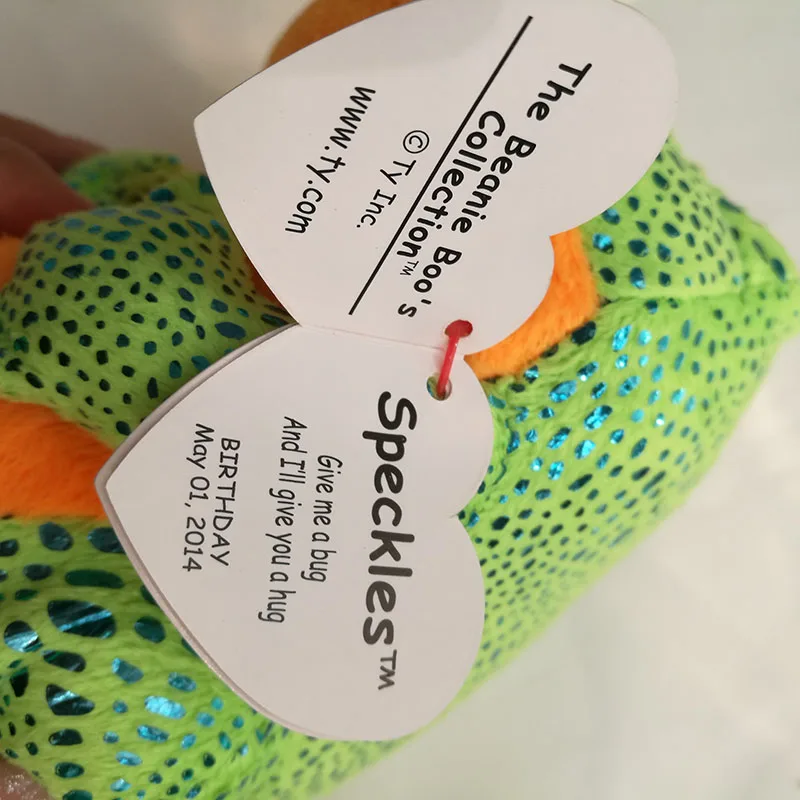 The Beanie Boo's
Collection™
© Ty Inc.
www.ty.com
Speckles™
Give me a bug
And I'll give you a hug
BIRTHDAY
May 01, 2014